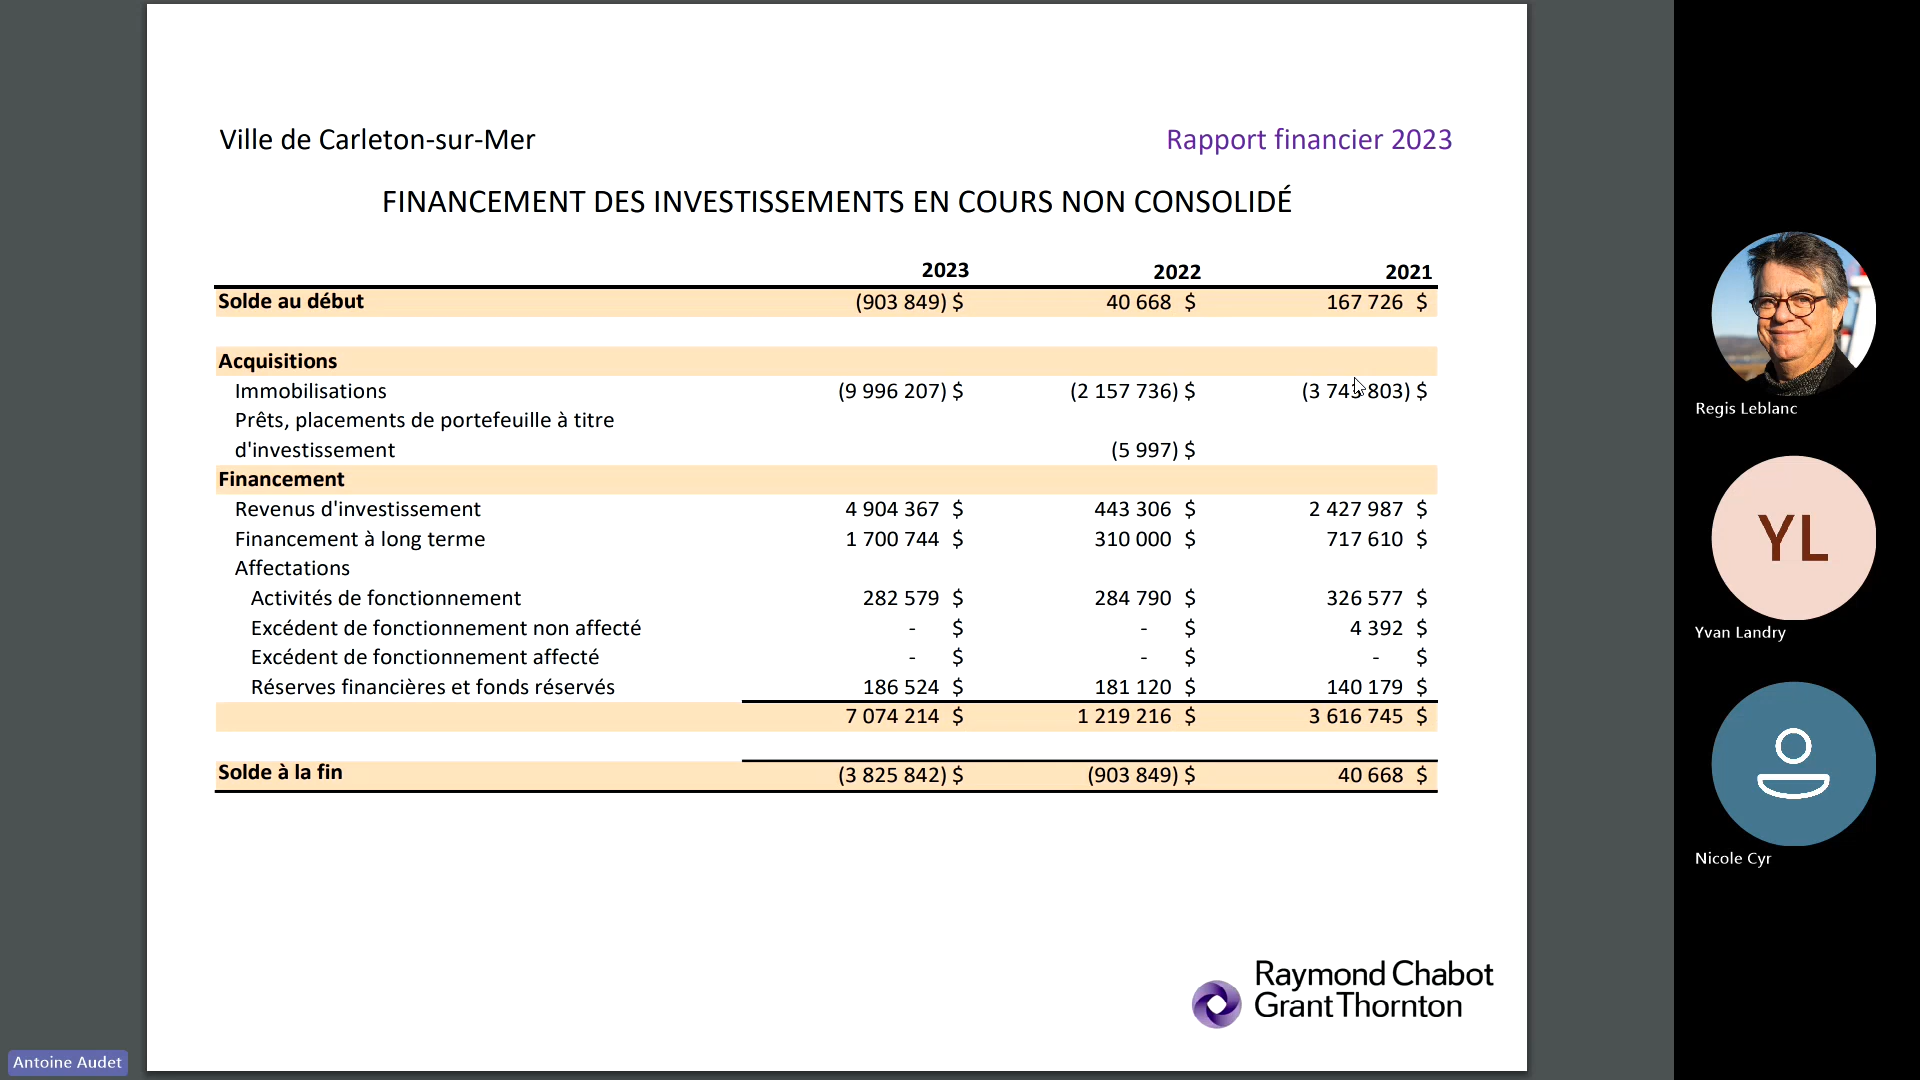 Ville de Carleton-sur-Mer Rapport financier 2023
FINANCEMENT DES INVESTISSEMENTS EN COURS NON CONSOLIDÉ
2023 2022 2021
Solde au début (903 849) $ 40 668 $ 167 726 $
Acquisitions
Immobilisations (9 996 207) $ (2 157 736) $
Prêts, placements de portefeuille à titre
d'investissement (5 997) $
Financement
Revenus d'investissement 4 904 367 $ 443 306 $ 2 427 987 $
Financement à long terme 1 700 744 $ 310 000 $ 717 610 $
Affectations
Activités de fonctionnement 282 579 $ 284 790 $ 326 577 $
Excédent de fonctionnement non affecté - $ - $ 4 392 $
Excédent de fonctionnement affecté - $ - $ - $
Réserves financières et fonds réservés 186 524 $ 181 120 $ 140 179 $
7 074 214 $ 1 219 216 $ 3 616 745 $
Solde à la fin (3 825 842) $ (903 849) $ 40 668 $
Raymond Chabot
Grant Thornton
Regis Leblanc
YL
Yvan Landry
Nicole Cyr
Antoine Audet